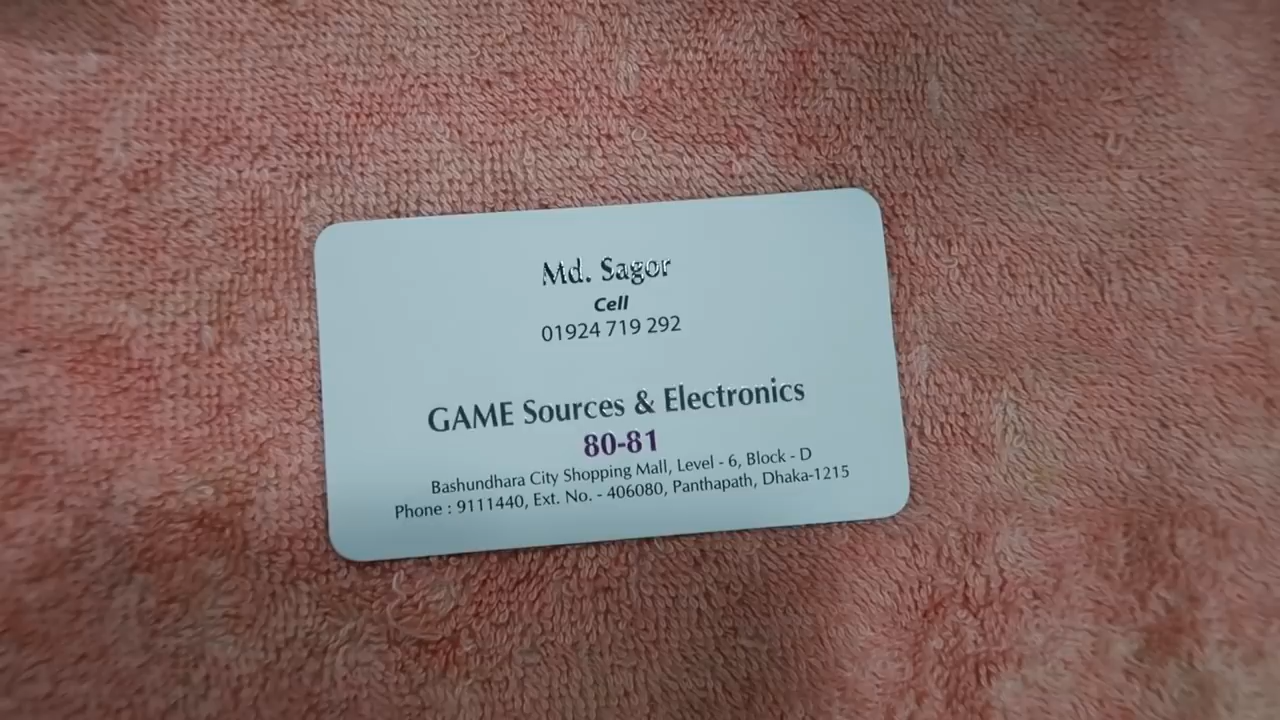 Md. Sagor
Cell
01924 719 292
GAME Sources & Electronics
80-81
Bashundhara City Shopping Mall, Level - 6, Block - D
Phone : 9111440, Ext. No. - 406080, Panthapath, Dhaka-1215